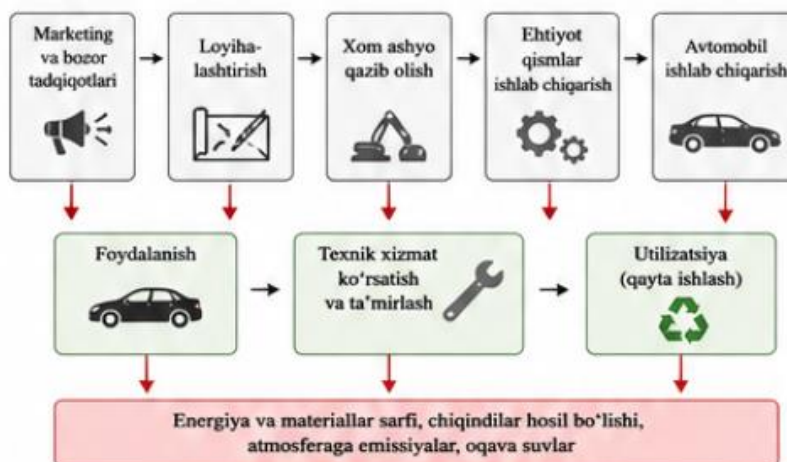 Marketing
va bozor
tadqiqotlari
Loyiha-
lashtirish
Xom ashyo
qazib olish
Ehtiyot
qismlar
ishlab chiqarish
Avtomobil
ishlab chiqarish
Foydalanish
Texnik xizmat
ko‘rsatish
va ta’mirlash
Utilizatsiya
(qayta ishlash)
Energiya va materiallar sarfi, chiqindilar hosil bo‘lishi,
atmosferaga emissiyalar, oqava suvlar